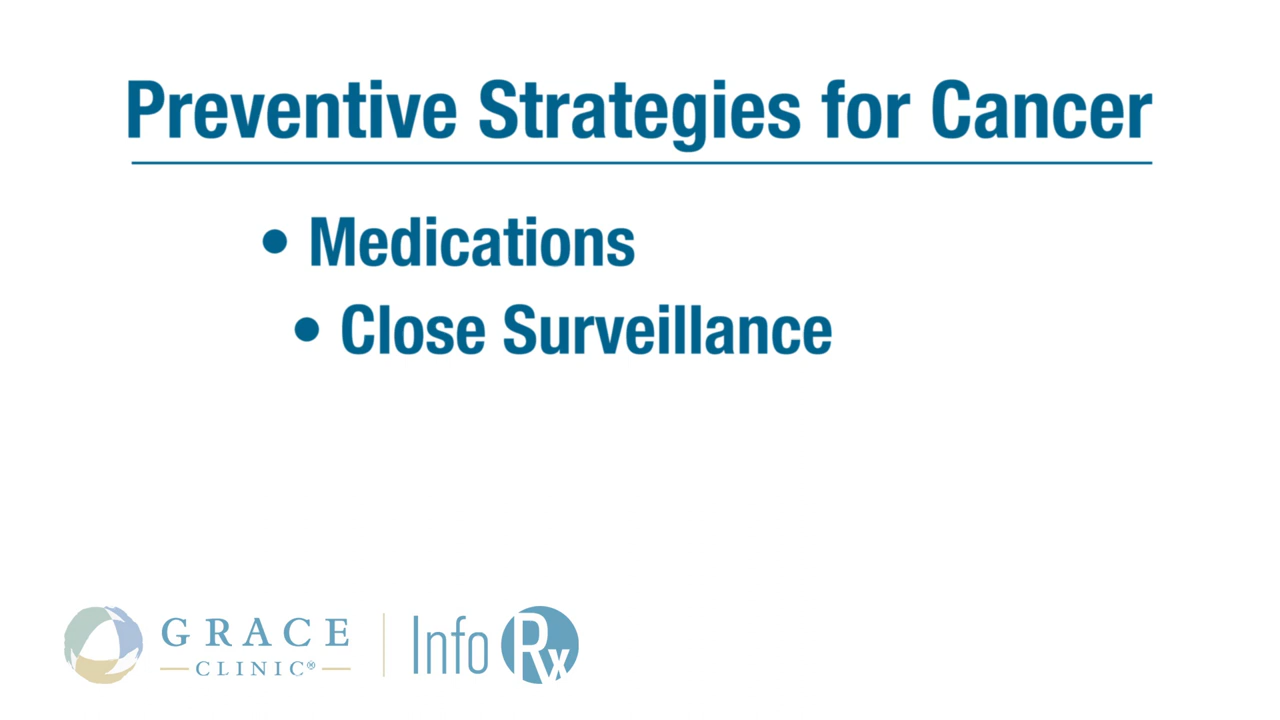 Preventive Strategies for Cancer
• Medications
• Close Surveillance
GRACE
CLINIC®
Info Rx